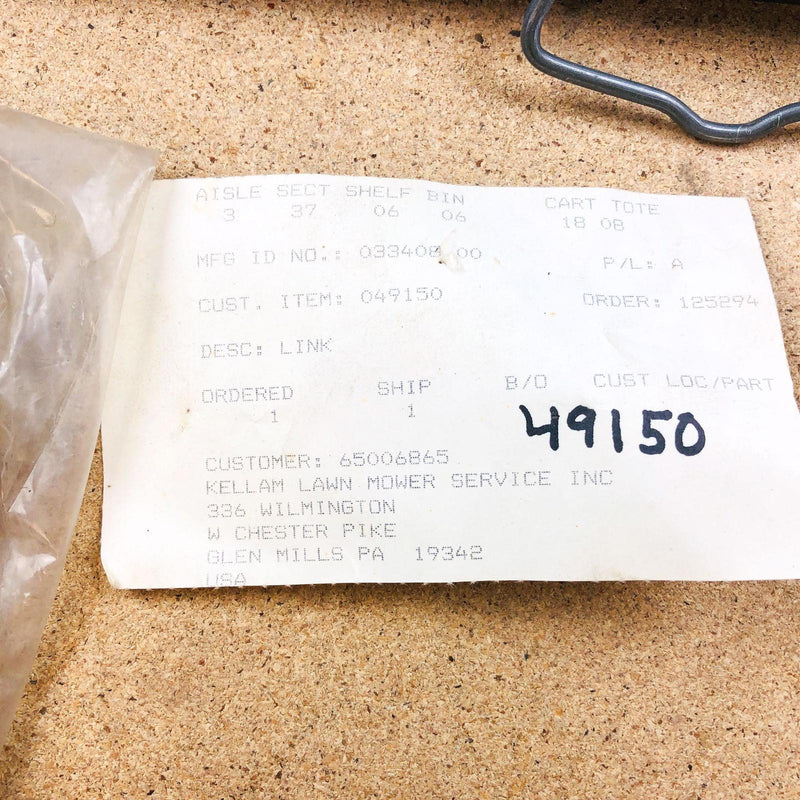 AISLE SECT SHELF BIN CART TOTE
3 37 06 06 18 08
MFG ID NO.: 033408 00 P/L: A
CUST. ITEM: 049150 ORDER: 125294
DESC: LINK
ORDERED SHIP B/O CUST LOC/PART
1 1
49150
CUSTOMER: 65006865
KELLAM LAWN MOWER SERVICE INC
336 WILMINGTON
W CHESTER PIKE
GLEN MILLS PA 19342
USA